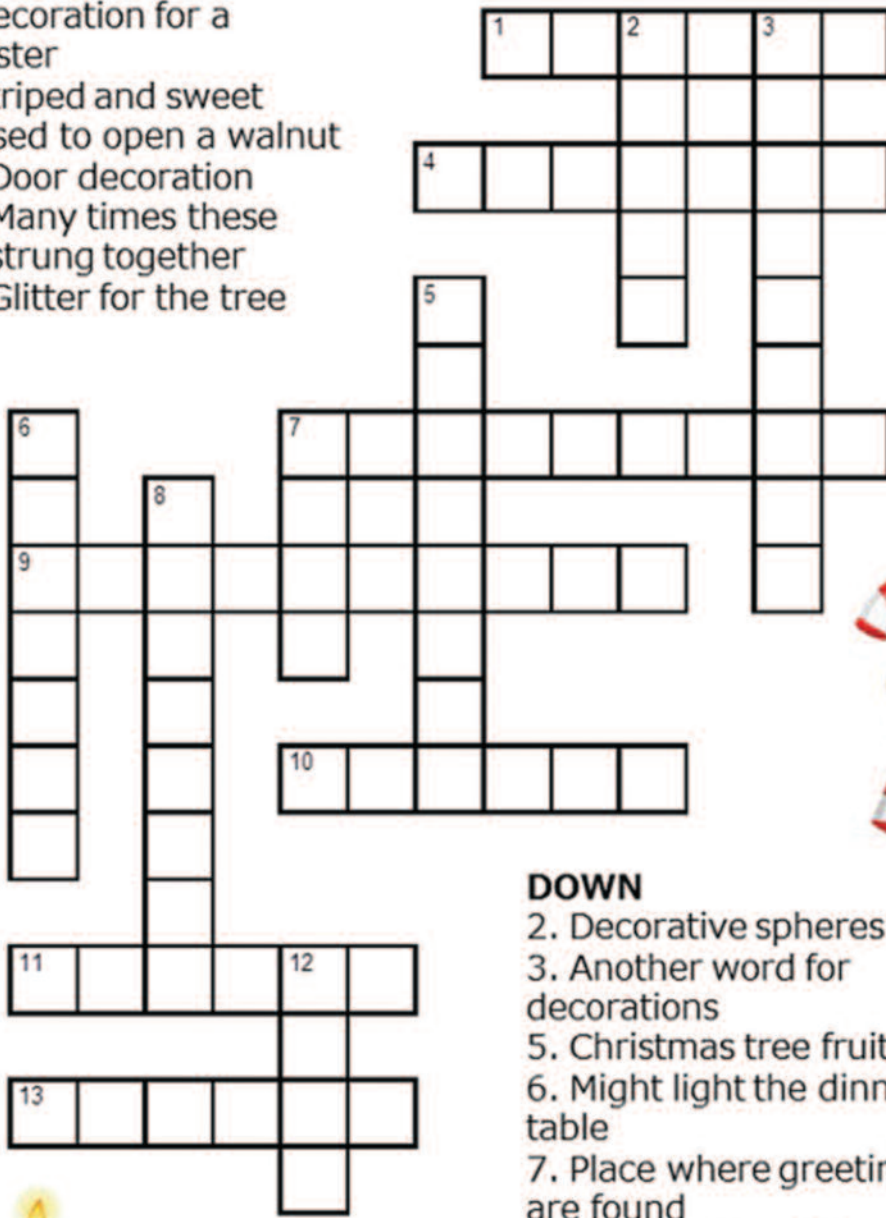 ecoration for a
ster
triped and sweet
sed to open a walnut
Door decoration
Many times these
strung together
Glitter for the tree
1 2 3
4
5
6 7
8
9
10
11 12
13
DOWN
2. Decorative spheres
3. Another word for
decorations
5. Christmas tree fruit
6. Might light the dinn
table
7. Place where greetin
are found